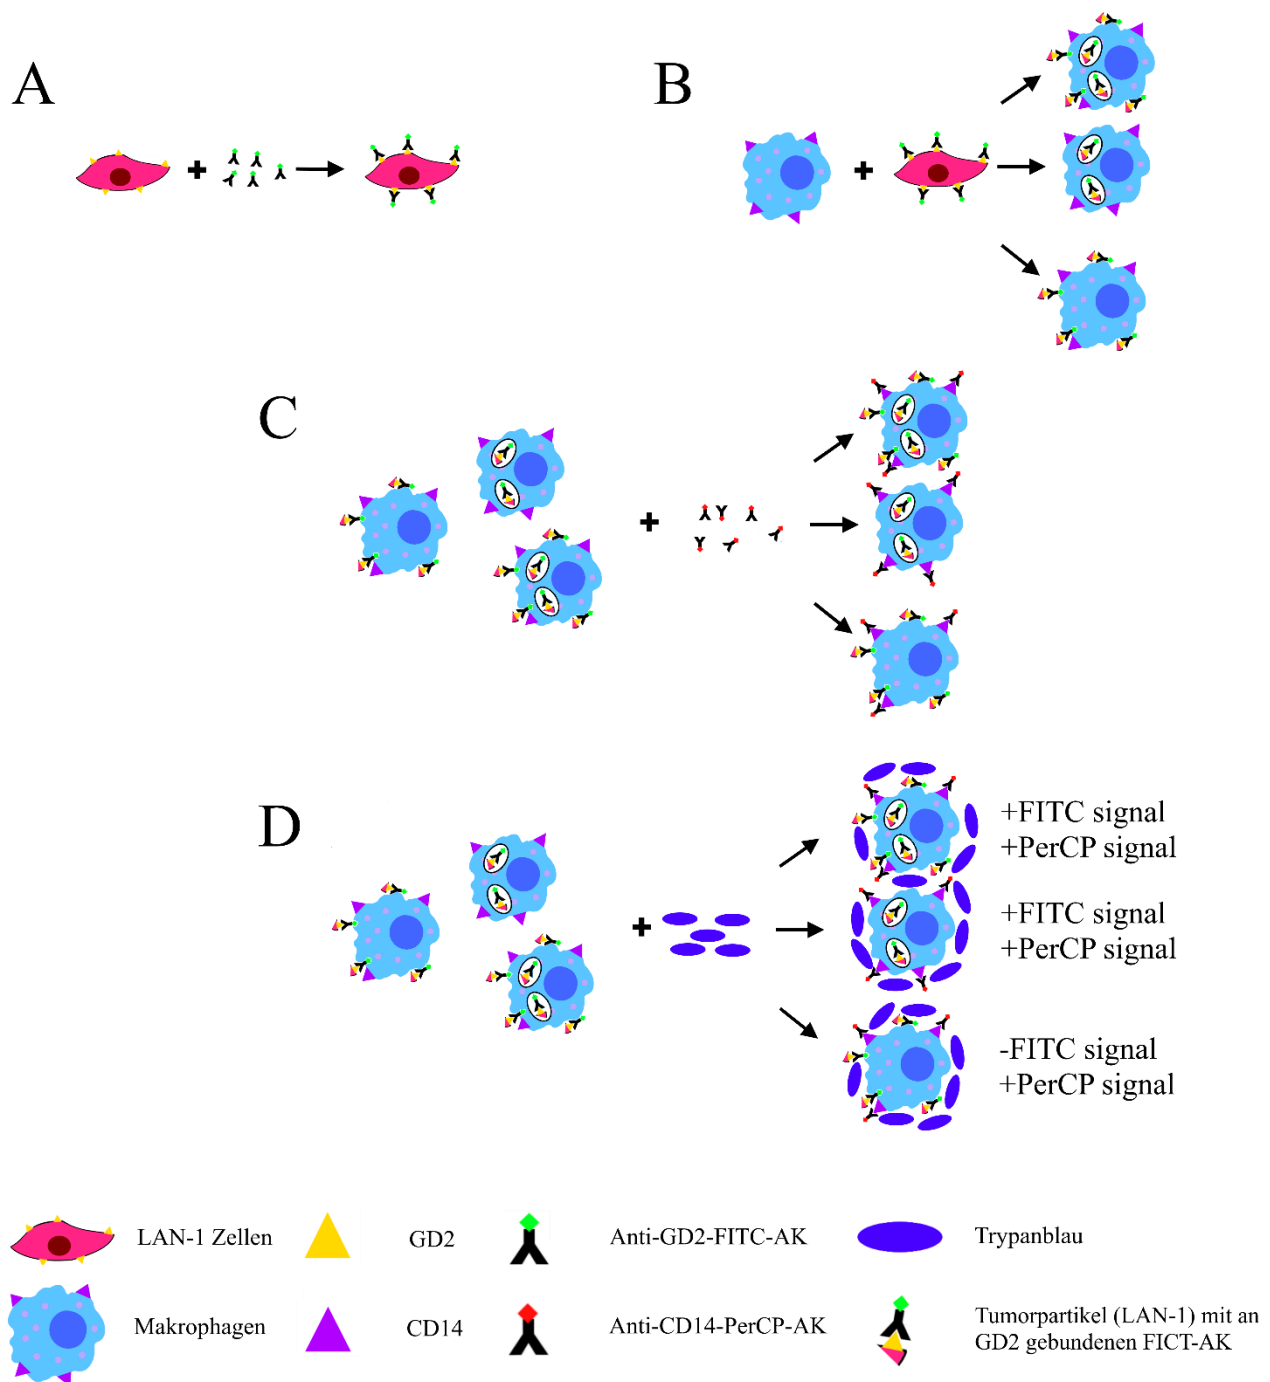 A
B
C
D
+FITC signal
+PerCP signal
+FITC signal
+PerCP signal
-FITC signal
+PerCP signal
LAN-1 Zellen
GD2
Anti-GD2-FITC-AK
Trypanblau
Makrophagen
CD14
Anti-CD14-PerCP-AK
Tumorpartikel (LAN-1) mit an
GD2 gebundenen FICT-AK